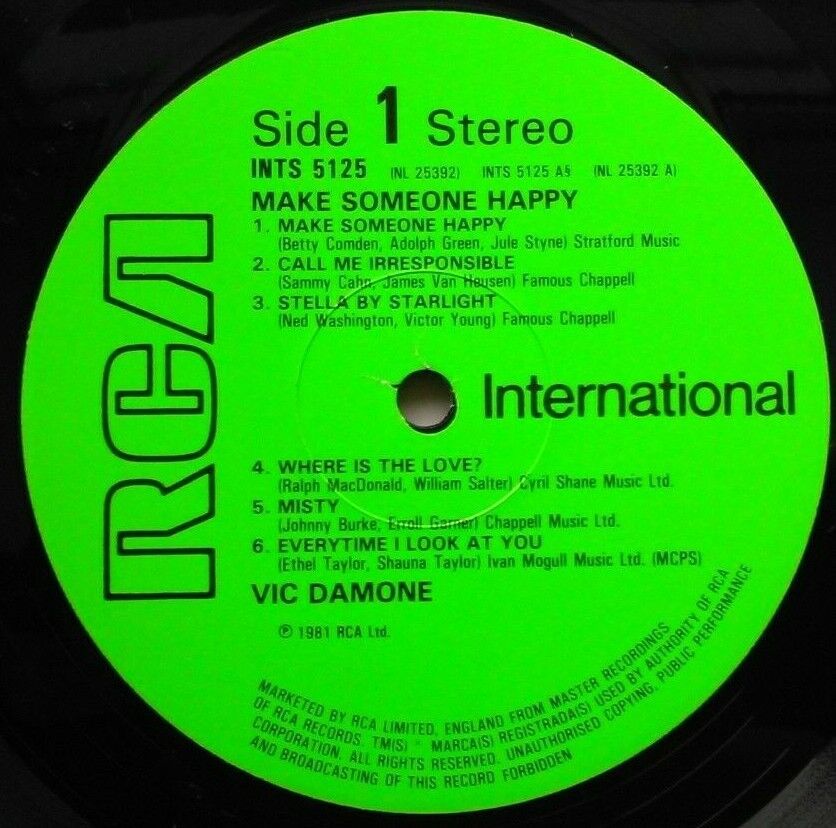 RCA
Side 1 Stereo
INTS 5125 (NL 25392) INTS 5125 A§ (NL 25392 A)
MAKE SOMEONE HAPPY
1. MAKE SOMEONE HAPPY
(Betty Comden, Adolph Green, Jule Styne) Stratford Music
2. CALL ME IRRESPONSIBLE
(Sammy Cahn, James Van Heusen) Famous Chappell
3. STELLA BY STARLIGHT
(Ned Washington, Victor Young) Famous Chappell
International
4. WHERE IS THE LOVE?
(Ralph MacDonald, William Salter) Cyril Shane Music Ltd.
5. MISTY
(Johnny Burke, Erroll Garner) Chappell Music Ltd.
6. EVERYTIME I LOOK AT YOU
(Ethel Taylor, Shauna Taylor) Ivan Mogull Music Ltd. (MCPS)
VIC DAMONE
℗ 1981 RCA Ltd.
MARKETED BY RCA LIMITED, ENGLAND FROM MASTER RECORDINGS
OF RCA RECORDS. TM(S) ® MARCA(S) REGISTRADA(S) USED BY AUTHORITY OF RCA
CORPORATION. ALL RIGHTS RESERVED. UNAUTHORISED COPYING, PUBLIC PERFORMANCE
AND BROADCASTING OF THIS RECORD FORBIDDEN